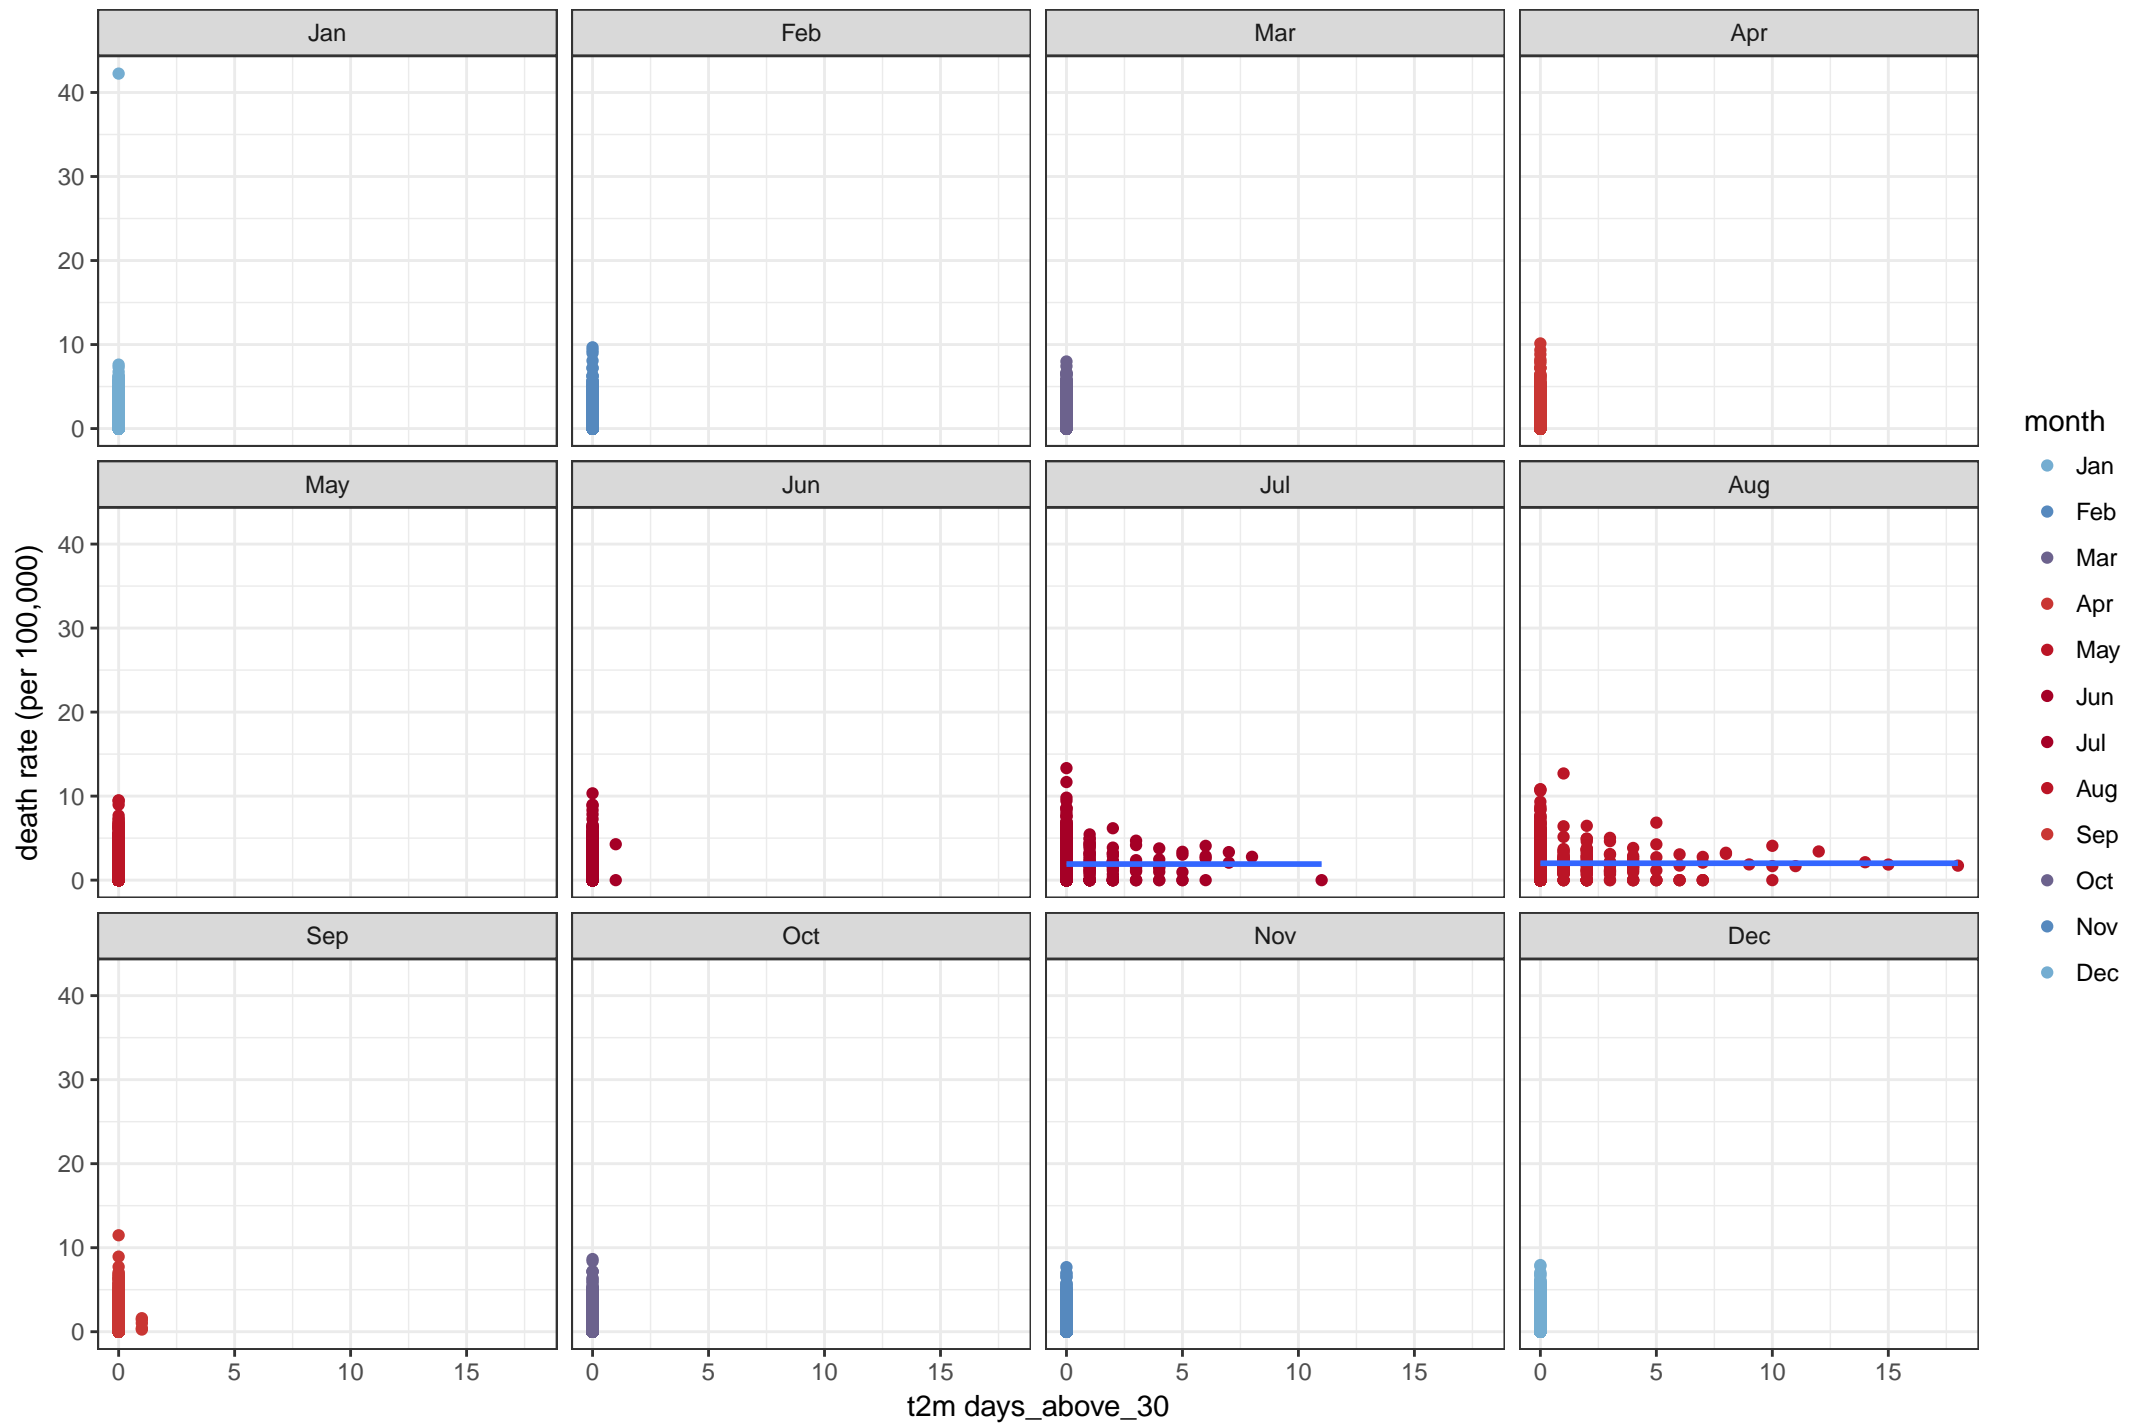 Jan Feb Mar Apr
40
30
20
10
0
May Jun Jul Aug
40
30
20
10
0
Sep Oct Nov Dec
40
30
20
10
0
0 5 10 15 0 5 10 15 0 5 10 15 0 5 10 15
t2m days_above_30
death rate (per 100,000)
month
Jan
Feb
Mar
Apr
May
Jun
Jul
Aug
Sep
Oct
Nov
Dec